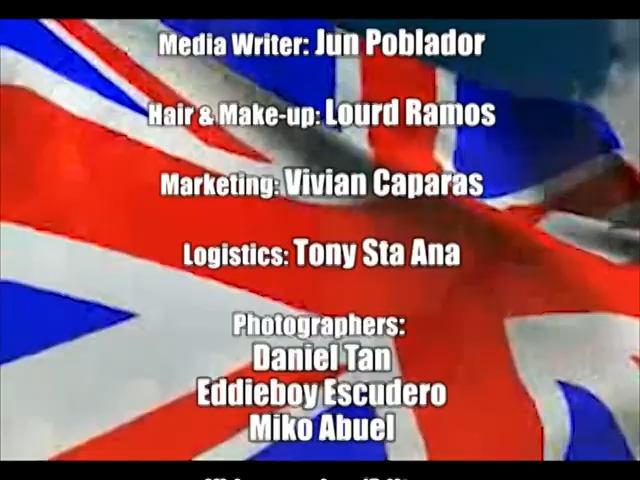 Media Writer: Jun Poblador
Hair & Make-up: Lourd Ramos
Marketing: Vivian Caparas
Logistics: Tony Sta Ana
Photographers:
Daniel Tan
Eddieboy Escudero
Miko Abuel